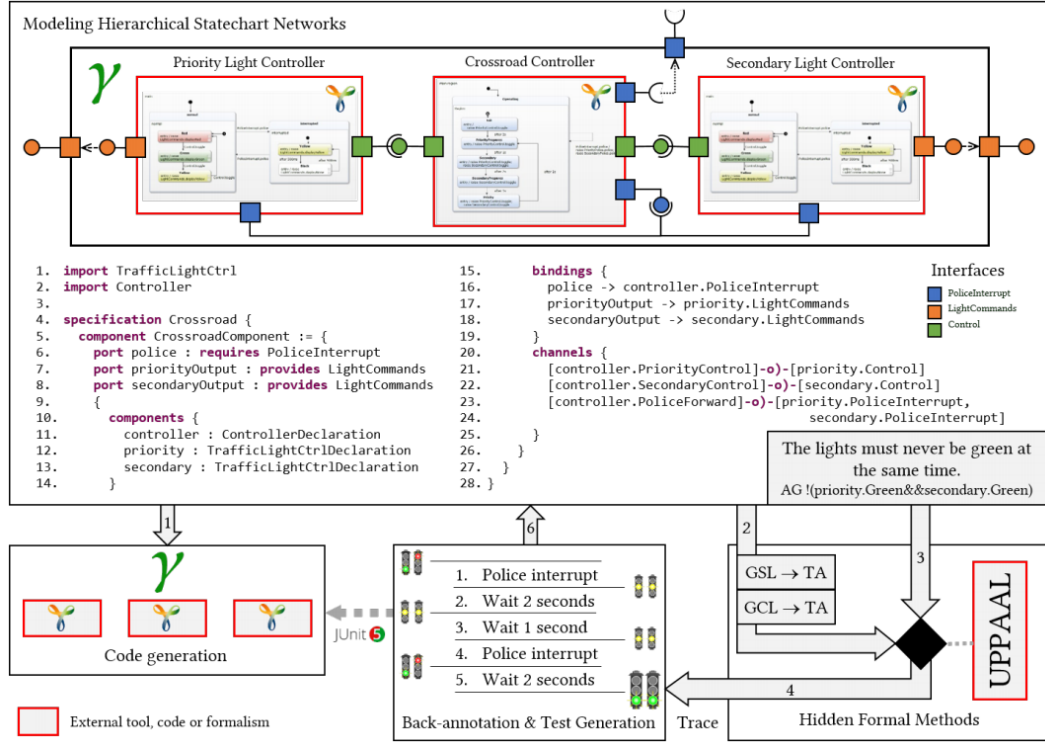 Modeling Hierarchical Statechart Networks
γ
Priority Light Controller
Crossroad Controller
Secondary Light Controller
1. import TrafficLightCtrl
2. import Controller
3.
4. specification Crossroad {
5. component CrossroadComponent := {
6. port police : requires PoliceInterrupt
7. port priorityOutput : provides LightCommands
8. port secondaryOutput : provides LightCommands
9. {
10. components {
11. controller : ControllerDeclaration
12. priority : TrafficLightCtrlDeclaration
13. secondary : TrafficLightCtrlDeclaration
14. }
15. bindings {
16. police -> controller.PoliceInterrupt
17. priorityOutput -> priority.LightCommands
18. secondaryOutput -> secondary.LightCommands
19. }
20. channels {
21. [controller.PriorityControl]-o)-[priority.Control]
22. [controller.SecondaryControl]-o)-[secondary.Control]
23. [controller.PoliceForward]-o)-[priority.PoliceInterrupt,
24. secondary.PoliceInterrupt]
25. }
26. }
27. }
28. }
Interfaces
PoliceInterrupt
LightCommands
Control
The lights must never be green at
the same time.
AG !(priority.Green&&secondary.Green)
1
6
2
3
γ
Code generation
JUnit 5
1. Police interrupt
2. Wait 2 seconds
3. Wait 1 second
4. Police interrupt
5. Wait 2 seconds
Back-annotation & Test Generation
4
Trace
GSL → TA
GCL → TA
UPPAAL
Hidden Formal Methods
External tool, code or formalism